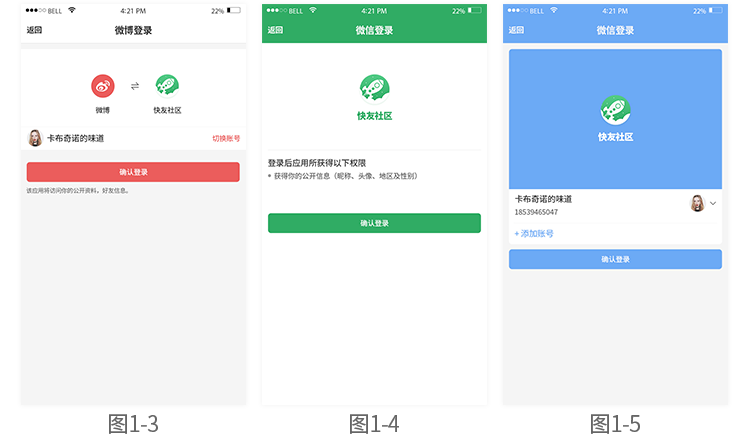 BELL 4:21 PM 22%
返回 微博登录
微博 快友社区
卡布奇诺的味道 切换账号
确认登录
该应用将访问你的公开资料，好友信息。
图1-3
BELL 4:21 PM 22%
返回 微信登录
快友社区
登录后应用所获得以下权限
• 获得你的公开信息（昵称、头像、地区及性别）
确认登录
图1-4
BELL 4:21 PM 22%
返回 微信登录
快友社区
卡布奇诺的味道
18539465047
+ 添加账号
确认登录
图1-5